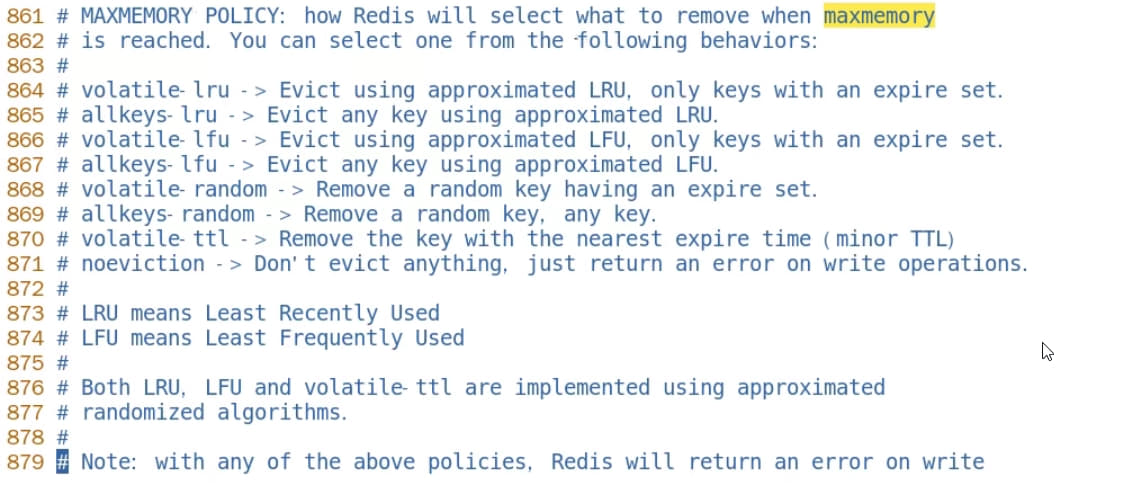 861 # MAXMEMORY POLICY: how Redis will select what to remove when maxmemory
862 # is reached. You can select one from the following behaviors:
863 #
864 # volatile-lru -> Evict using approximated LRU, only keys with an expire set.
865 # allkeys-lru -> Evict any key using approximated LRU.
866 # volatile-lfu -> Evict using approximated LFU, only keys with an expire set.
867 # allkeys-lfu -> Evict any key using approximated LFU.
868 # volatile-random -> Remove a random key having an expire set.
869 # allkeys-random -> Remove a random key, any key.
870 # volatile-ttl -> Remove the key with the nearest expire time (minor TTL)
871 # noeviction -> Don't evict anything, just return an error on write operations.
872 #
873 # LRU means Least Recently Used
874 # LFU means Least Frequently Used
875 #
876 # Both LRU, LFU and volatile-ttl are implemented using approximated
877 # randomized algorithms.
878 #
879 # Note: with any of the above policies, Redis will return an error on write